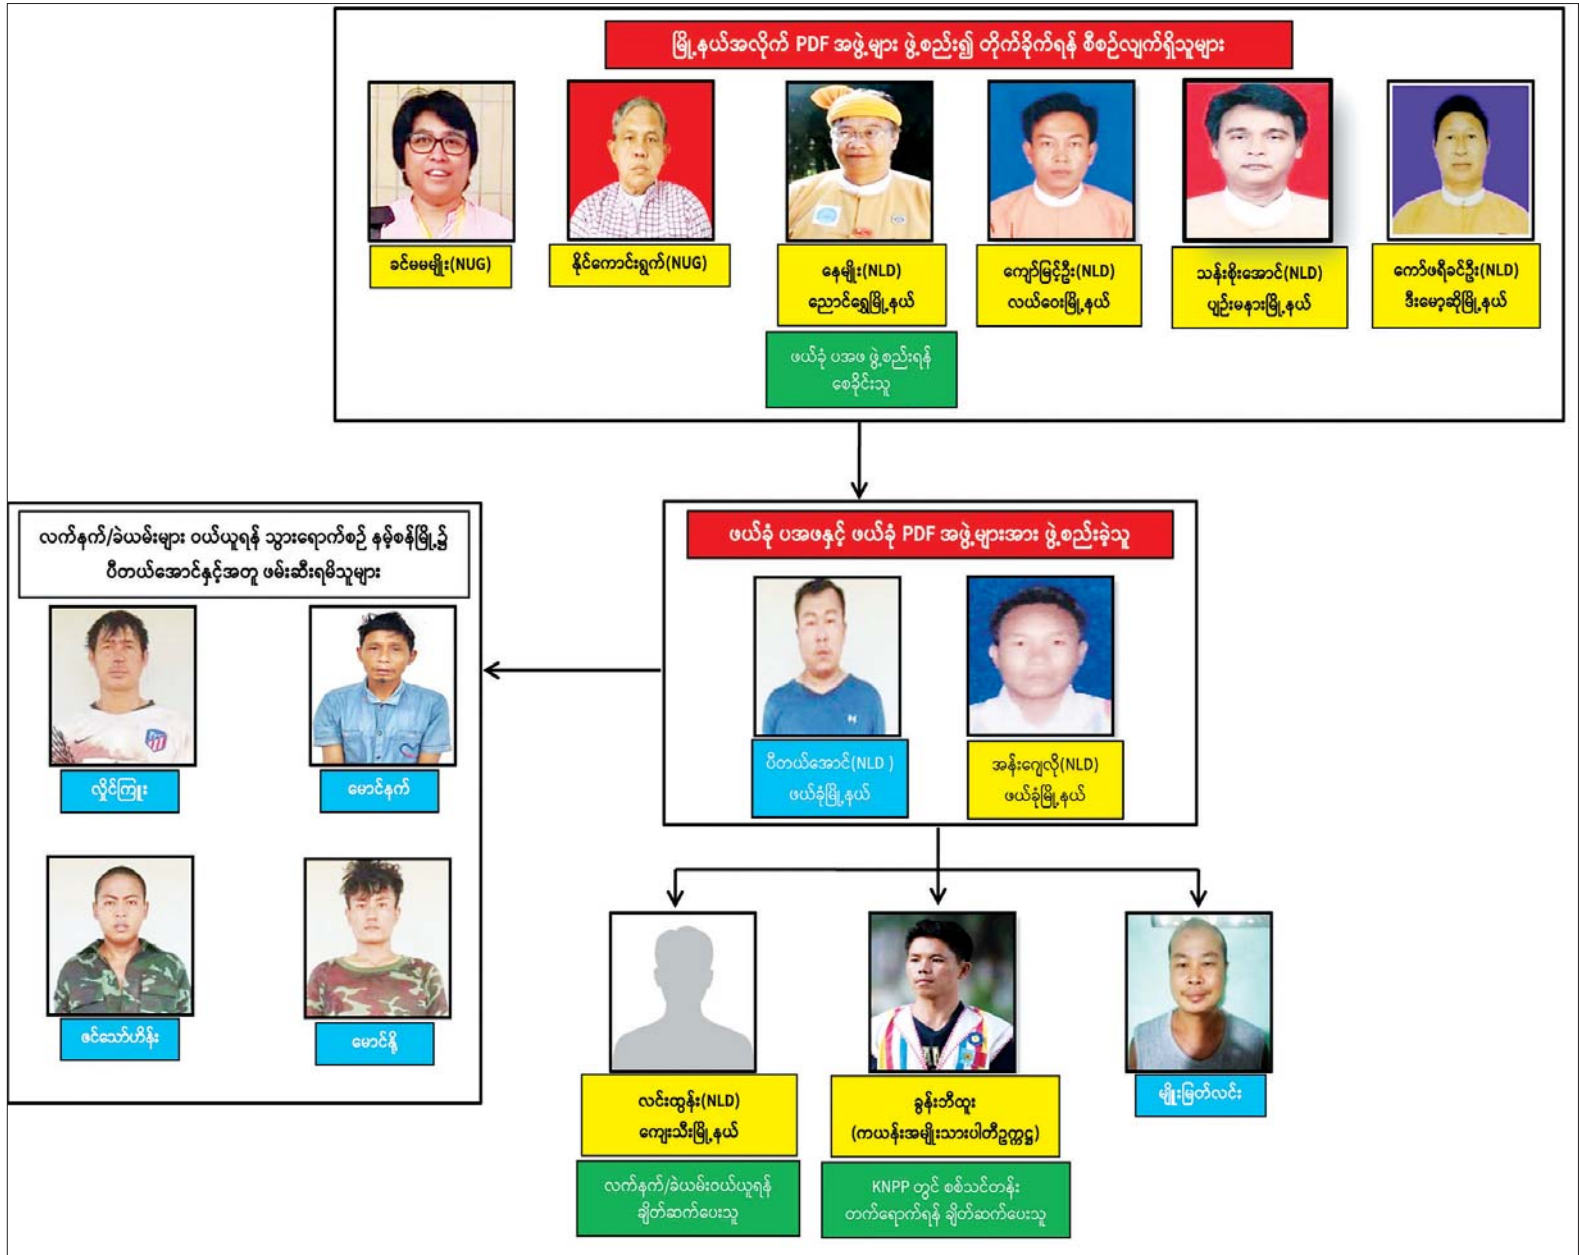 မြို့နယ်အလိုက် PDF အဖွဲ့များ ဖွဲ့စည်း၍ တိုက်ခိုက်ရန် စီစဉ်လျက်ရှိသူများ
ခင်မမမျိုး(NUG)
နိုင်ကောင်းရွက်(NUG)
နေမျိုး(NLD)
ညောင်ရွှေမြို့နယ်
ကျော်မြင့်ဦး(NLD)
လယ်ဝေးမြို့နယ်
သန်းစိုးအောင်(NLD)
ပျဉ်းမနားမြို့နယ်
ကော်ဖရီခင်ဦး(NLD)
ဒီးမော့ဆိုမြို့နယ်
ဖယ်ခုံ ပအဖ ဖွဲ့စည်းရန်
စေခိုင်းသူ
လက်နက်/ခဲယမ်းများ ဝယ်ယူရန် သွားရောက်စဉ် နမ့်စန်မြို့၌
ပီတယ်အောင်နှင့်အတူ ဖမ်းဆီးရမိသူများ
လှိုင်ကြူး
မောင်နက်
ဇင်သော်ဟိန်း
မောင်နို့
ဖယ်ခုံ ပအဖနှင့် ဖယ်ခုံ PDF အဖွဲ့များအား ဖွဲ့စည်းခဲ့သူ
ပီတယ်အောင်(NLD )
ဖယ်ခုံမြို့နယ်
အန်းဂျေလို(NLD)
ဖယ်ခုံမြို့နယ်
လင်းထွန်း(NLD)
ကျေးသီးမြို့နယ်
လက်နက်/ခဲယမ်းဝယ်ယူရန်
ချိတ်ဆက်ပေးသူ
ခွန်းဘီထူး
(ကယန်းအမျိုးသားပါတီဥက္ကဋ္ဌ)
KNPP တွင် စစ်သင်တန်း
တက်ရောက်ရန် ချိတ်ဆက်ပေးသူ
မျိုးမြတ်လင်း